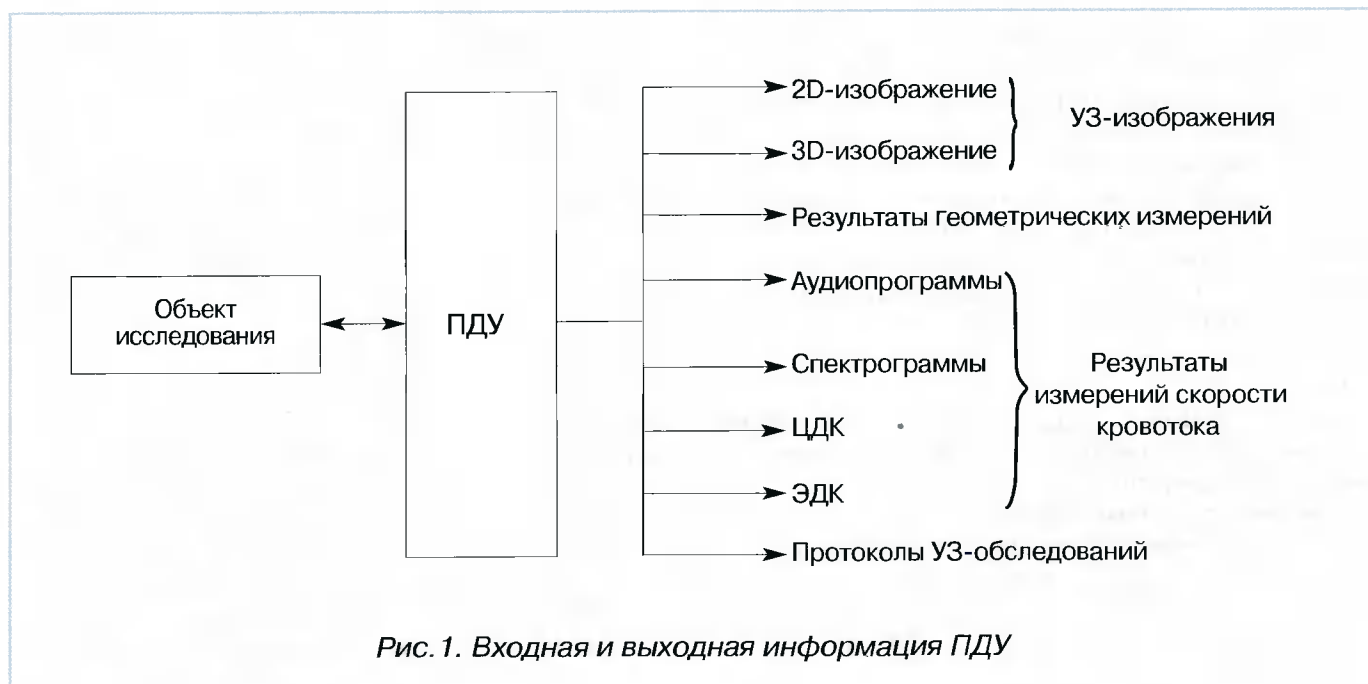 2D-изображение
3D-изображение
УЗ-изображения
Результаты геометрических измерений
Объект
исследования
ПДУ
Аудиопрограммы
Спектрограммы
ЦДК
ЭДК
Результаты
измерений скорости
кровотока
Протоколы УЗ-обследований
Рис. 1. Входная и выходная информация ПДУ